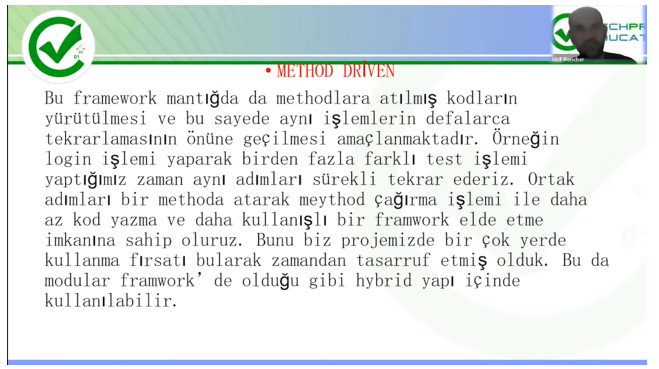 CHPR
UCAT
• METHOD DRİVEN
Bu framework mantığda da methodlara atılmış kodların
yürütülmesi ve bu sayede aynı işlemlerin defalarca
tekrarlamasının önüne geçilmesi amaçlanmaktadır. Örneğin
login işlemi yaparak birden fazla farklı test işlemi
yaptığımız zaman aynı adımları sürekli tekrar ederiz. Ortak
adımları bir methoda atarak meythod çağırma işlemi ile daha
az kod yazma ve daha kullanışlı bir framwork elde etme
imkanına sahip oluruz. Bunu biz projemizde bir çok yerde
kullanma fırsatı bularak zamandan tasarruf etmiş olduk. Bu da
modular framwork’ de olduğu gibi hybrid yapı içinde
kullanılabilir.